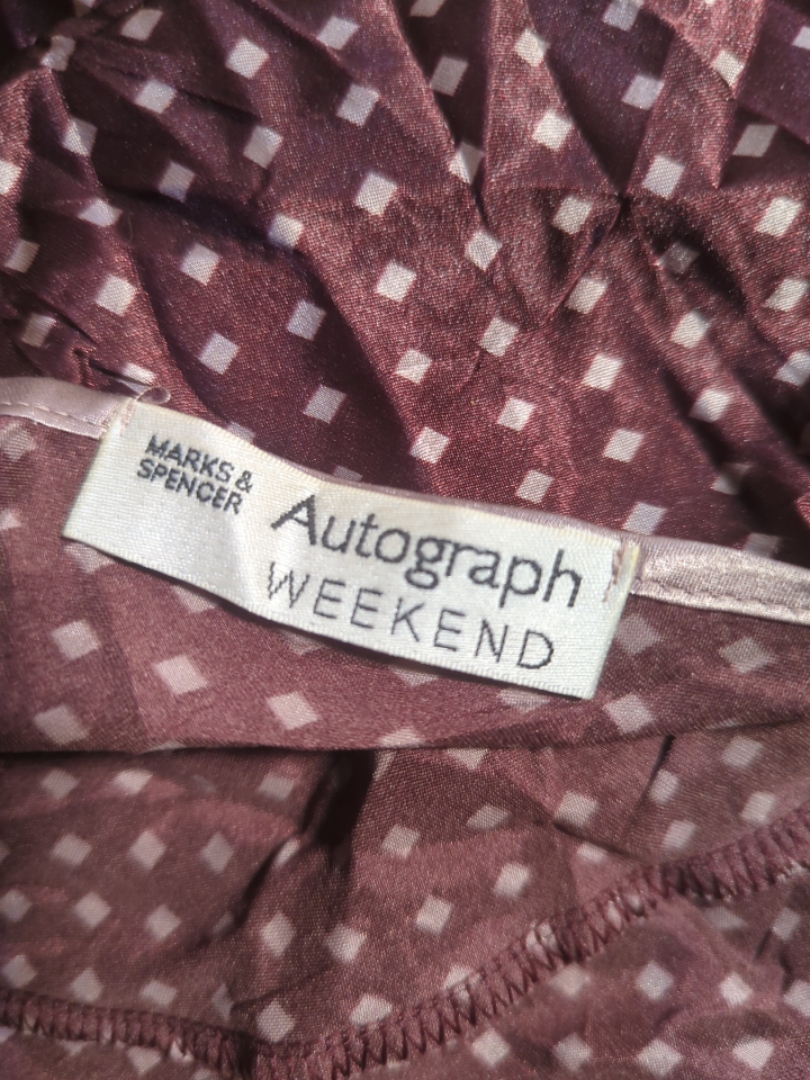 MARKS &
SPENCER
Autograph
WEEKEND